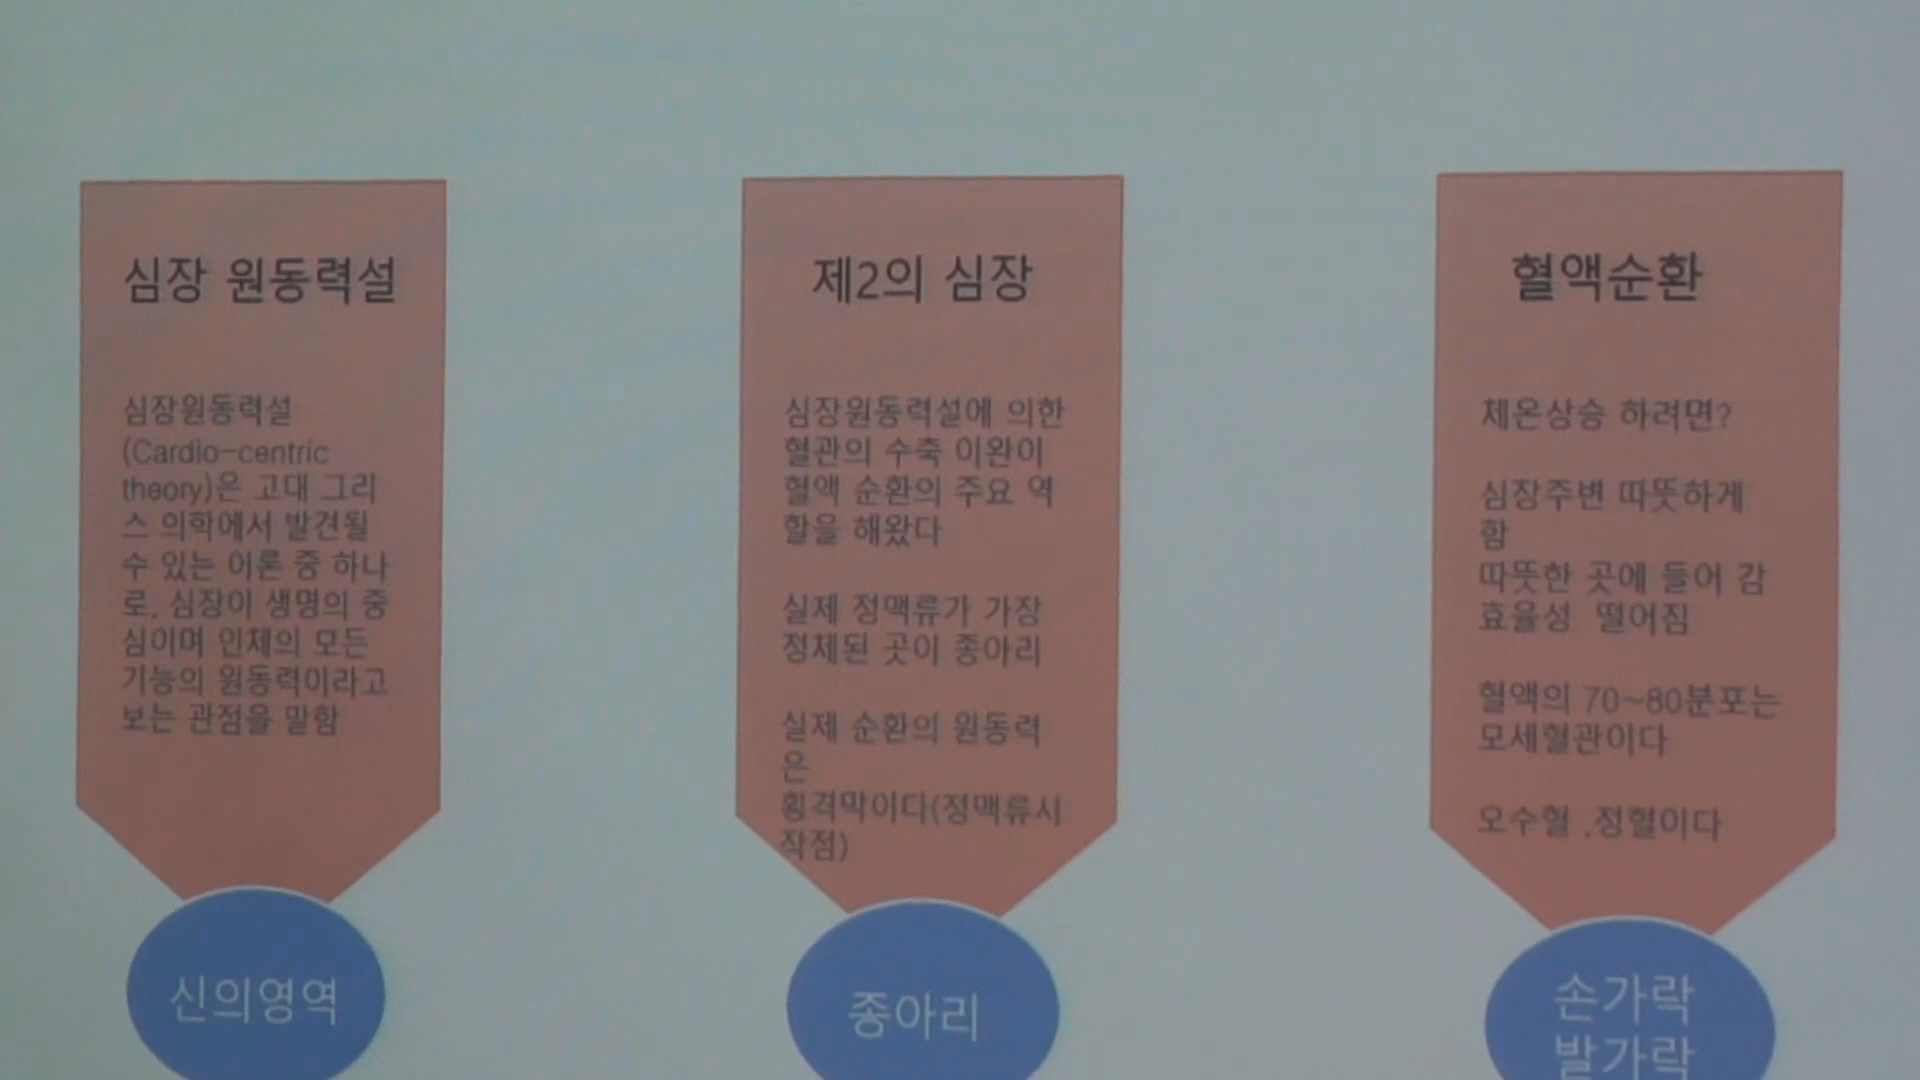 심장 원동력설
심장원동력설
(Cardio-centric
theory)은 고대 그리
스 의학에서 발견될
수 있는 이론 중 하나
로, 심장이 생명의 중
심이며 인체의 모든
기능의 원동력이라고
보는 관점을 말함
신의영역
제2의 심장
심장원동력설에 의한
혈관의 수축 이완이
혈액 순환의 주요 역
할을 해왔다
실제 정맥류가 가장
정체된 곳이 종아리
실제 순환의 원동력
은
횡격막이다(정맥류시
작점)
종아리
혈액순환
체온상승 하려면?
심장주변 따뜻하게
함
따뜻한 곳에 들어 감
효율성 떨어짐
혈액의 70~80분포는
모세혈관이다
오수혈 .정혈이다
손가락
발가락